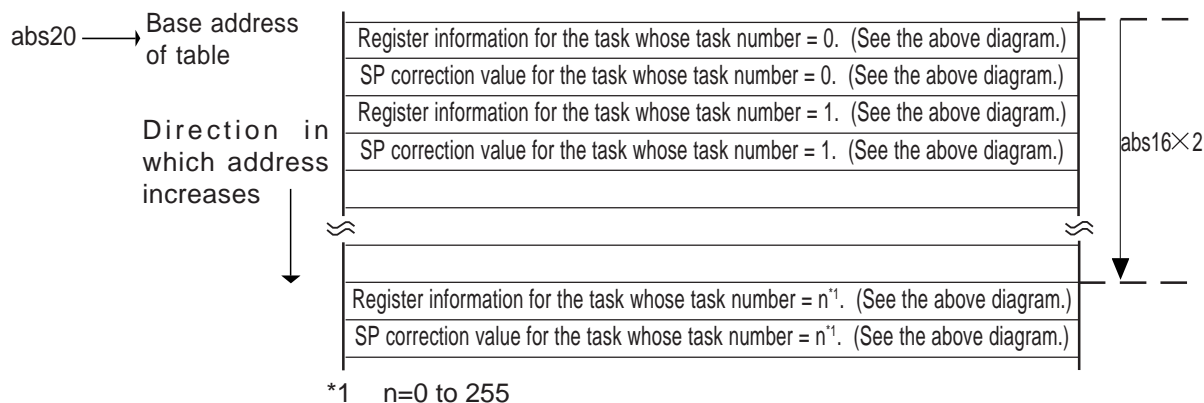 abs20
Base address
of table
Register information for the task whose task number = 0. (See the above diagram.)
SP correction value for the task whose task number = 0. (See the above diagram.)
Register information for the task whose task number = 1. (See the above diagram.)
SP correction value for the task whose task number = 1. (See the above diagram.)
Direction in
which address
increases
abs16×2
Register information for the task whose task number = n*1. (See the above diagram.)
SP correction value for the task whose task number = n*1. (See the above diagram.)
*1 n=0 to 255